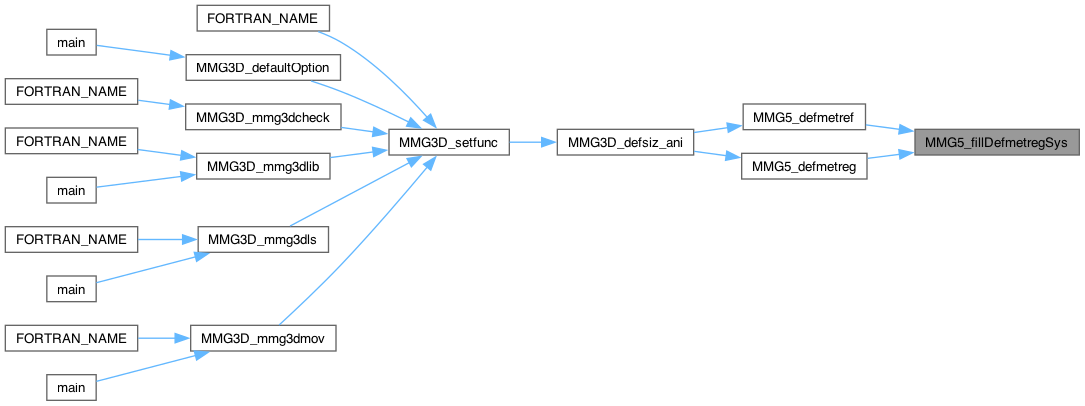 FORTRAN_NAME
main
MMG3D_defaultOption
FORTRAN_NAME
MMG3D_mmg3dcheck
FORTRAN_NAME
MMG3D_mmg3dlib
main
MMG3D_setfunc
MMG3D_defsiz_ani
MMG5_defmetref
MMG5_defmetreg
MMG5_fillDefmetregSys
FORTRAN_NAME
MMG3D_mmg3dls
main
FORTRAN_NAME
MMG3D_mmg3dmov
main